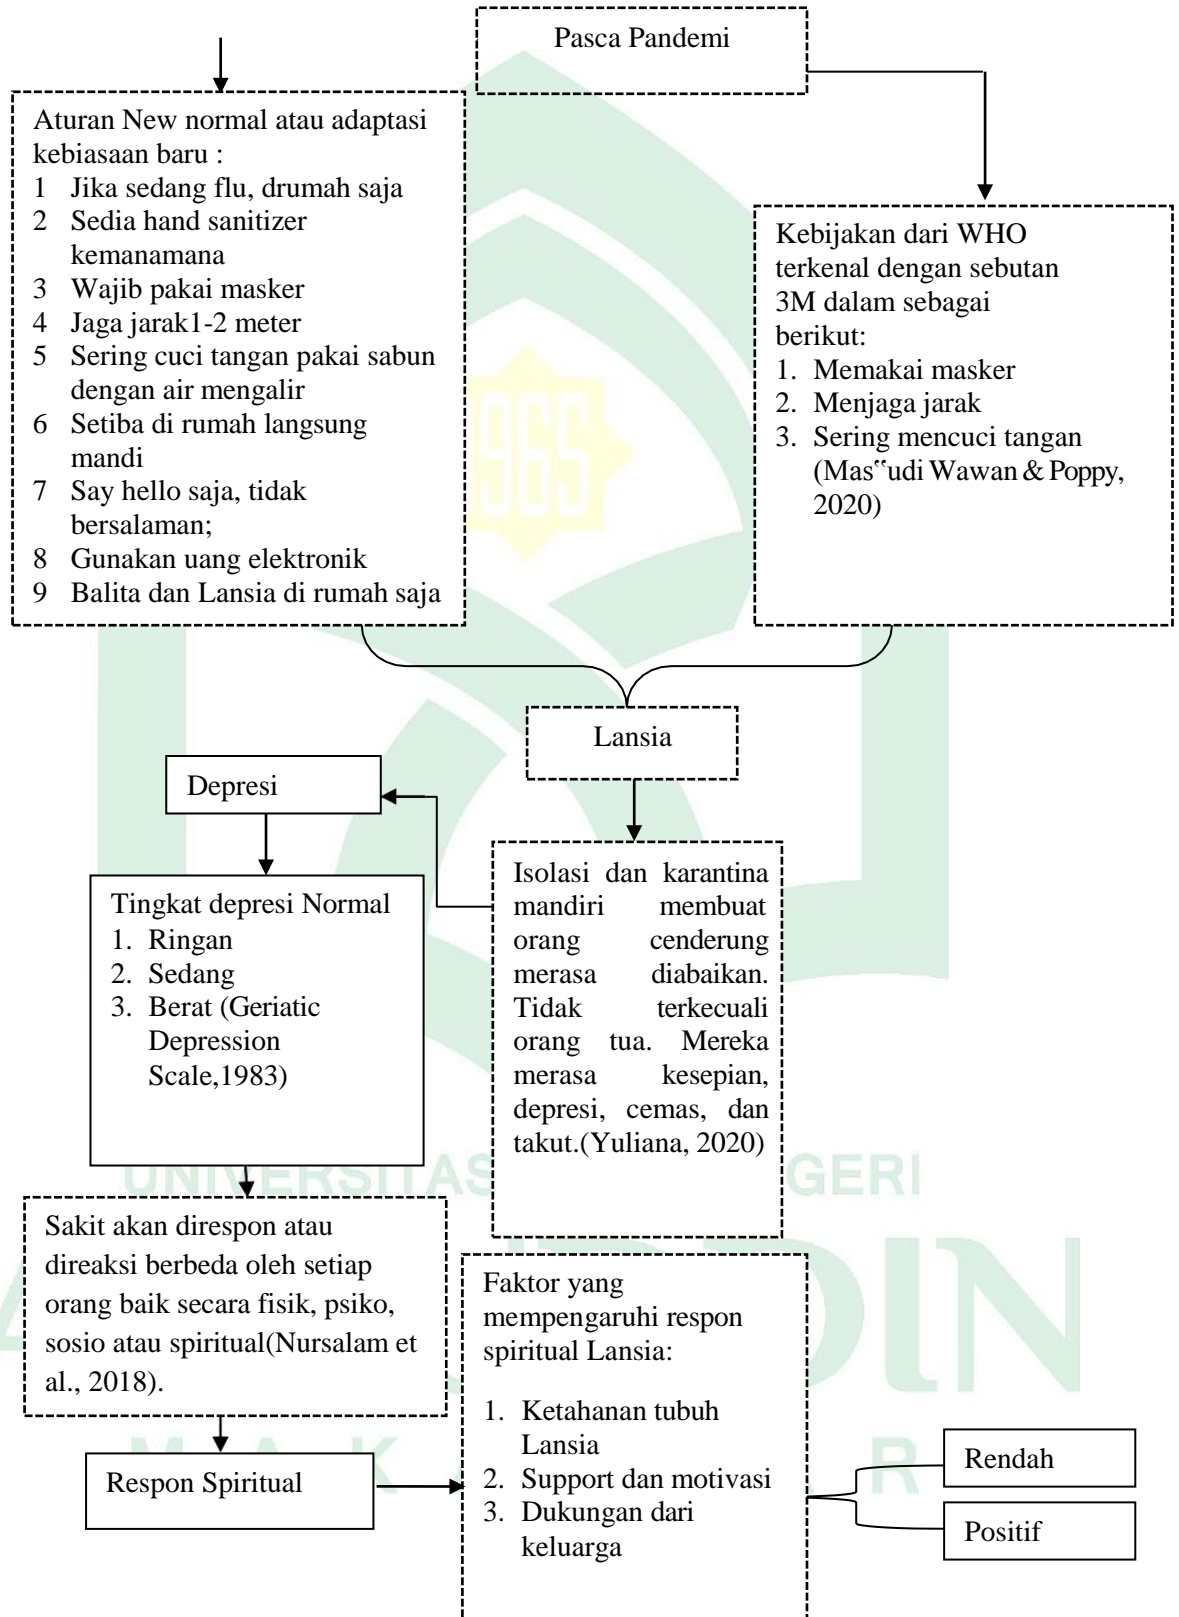 Pasca Pandemi
Aturan New normal atau adaptasi
kebiasaan baru :
1 Jika sedang flu, drumah saja
2 Sedia hand sanitizer
kemanamana
3 Wajib pakai masker
4 Jaga jarak1-2 meter
5 Sering cuci tangan pakai sabun
dengan air mengalir
6 Setiba di rumah langsung
mandi
7 Say hello saja, tidak
bersalaman;
8 Gunakan uang elektronik
9 Balita dan Lansia di rumah saja
Kebijakan dari WHO
terkenal dengan sebutan
3M dalam sebagai
berikut:
1. Memakai masker
2. Menjaga jarak
3. Sering mencuci tangan
(Mas‟udi Wawan & Poppy,
2020)
1965
Lansia
Depresi
Tingkat depresi Normal
1. Ringan
2. Sedang
3. Berat (Geriatic
Depression
Scale,1983)
Isolasi dan karantina
mandiri membuat
orang cenderung
merasa diabaikan.
Tidak terkecuali
orang tua. Mereka
merasa kesepian,
depresi, cemas, dan
takut.(Yuliana, 2020)
UNIVERSITAS GERI
Sakit akan direspon atau
direaksi berbeda oleh setiap
orang baik secara fisik, psiko,
sosio atau spiritual(Nursalam et
al., 2018).
Respon Spiritual
Faktor yang
mempengaruhi respon
spiritual Lansia:
1. Ketahanan tubuh
Lansia
2. Support dan motivasi
3. Dukungan dari
keluarga
UDDIN
M A K R
Rendah
Positif